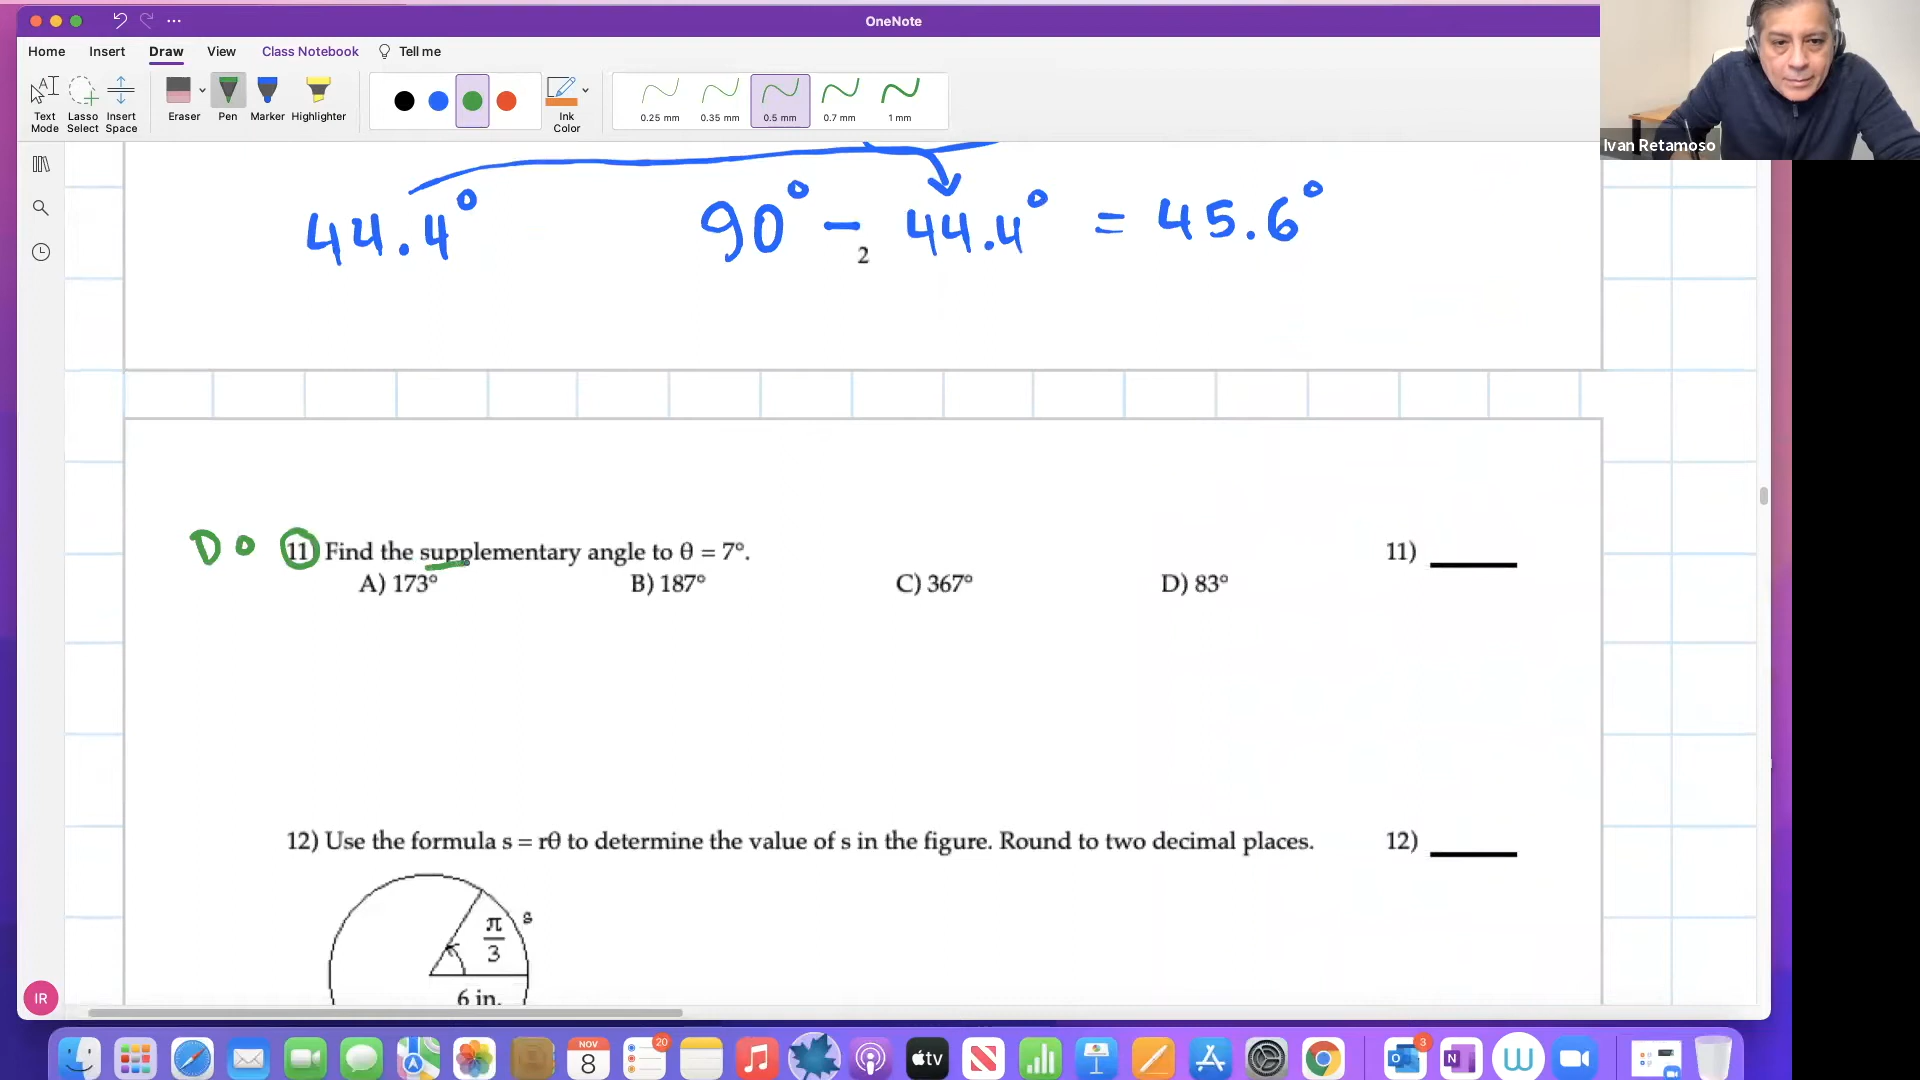 OneNote
Home Insert Draw View Class Notebook Tell me
Text Mode Lasso Select Insert Space Eraser Pen Marker Highlighter Ink Color 0.25 mm 0.35 mm 0.5 mm 0.7 mm 1 mm
Ivan Retamoso
44.4° 90° - 44.4° = 45.6°
2
DO 11) Find the supplementary angle to θ = 7°. 11)
A) 173° B) 187° C) 367° D) 83°
12) Use the formula s = rθ to determine the value of s in the figure. Round to two decimal places. 12)
π/3 s
6 in.
IR
NOV 8 20 tv 3